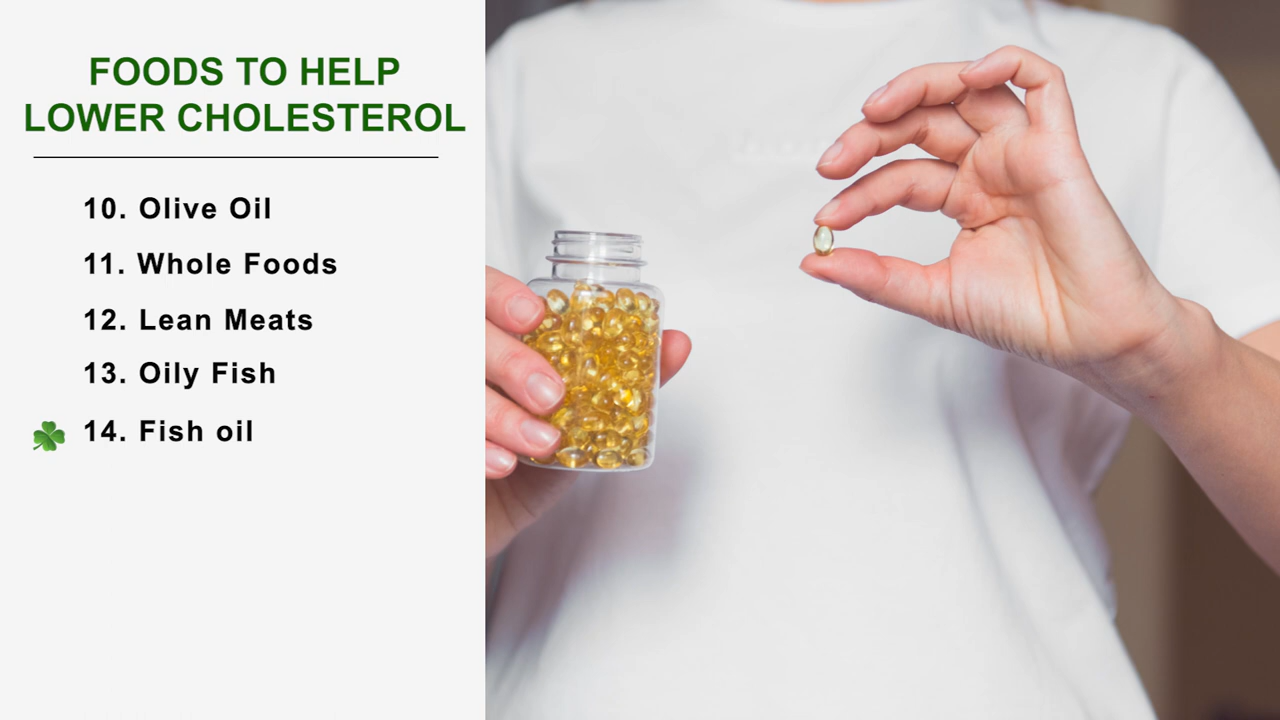 FOODS TO HELP
LOWER CHOLESTEROL
10. Olive Oil
11. Whole Foods
12. Lean Meats
13. Oily Fish
14. Fish oil